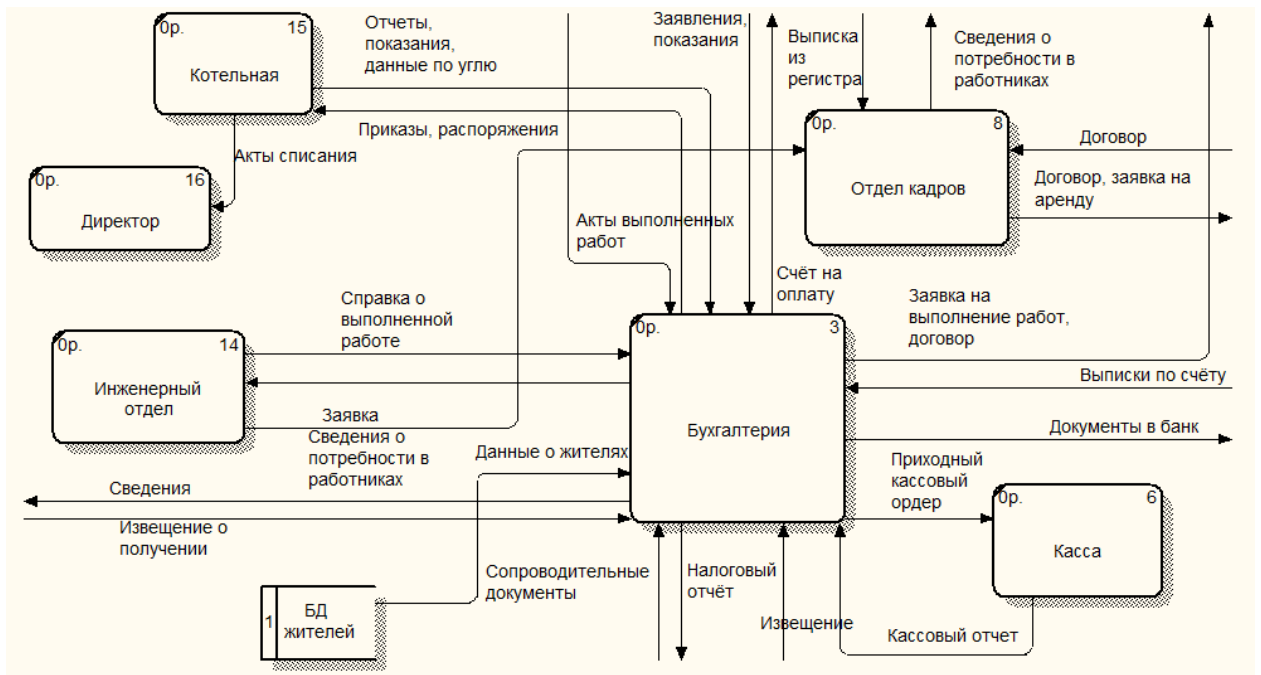 0р. 15
Котельная
Отчеты,
показания,
данные по углю
Заявления,
показания
Выписка
из
регистра
Сведения о
потребности в
работниках
Приказы, распоряжения
Акты списания
0р. 16
Директор
0р. 8
Отдел кадров
Договор
Договор, заявка на
аренду
Акты выполненных
работ
Счёт на
оплату
Заявка на
выполнение работ,
договор
Справка о
выполненной
работе
0р. 14
Инженерный
отдел
0р. 3
Бухгалтерия
Выписки по счёту
Документы в банк
Заявка
Сведения о
потребности в
работниках
Данные о жителях
Приходный
кассовый
ордер
0р. 6
Касса
Сведения
Извещение о
получении
Сопроводительные
документы
Налоговый
отчёт
Извещение
Кассовый отчет
1
БД
жителей